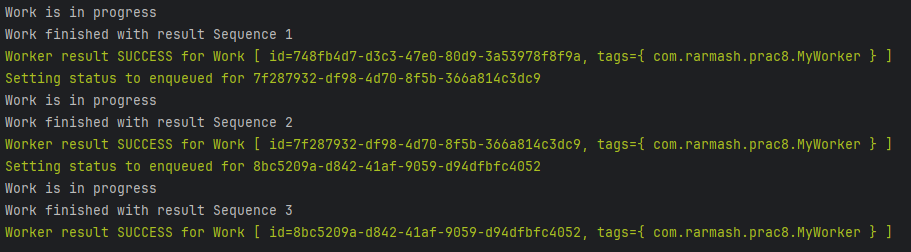 Work is in progress
Work finished with result Sequence 1
Worker result SUCCESS for Work [ id=748fb4d7-d3c3-47e0-80d9-3a53978f8f9a, tags={ com.rarmash.prac8.MyWorker } ]
Setting status to enqueued for 7f287932-df98-4d70-8f5b-366a814c3dc9
Work is in progress
Work finished with result Sequence 2
Worker result SUCCESS for Work [ id=7f287932-df98-4d70-8f5b-366a814c3dc9, tags={ com.rarmash.prac8.MyWorker } ]
Setting status to enqueued for 8bc5209a-d842-41af-9059-d94dfbfc4052
Work is in progress
Work finished with result Sequence 3
Worker result SUCCESS for Work [ id=8bc5209a-d842-41af-9059-d94dfbfc4052, tags={ com.rarmash.prac8.MyWorker } ]